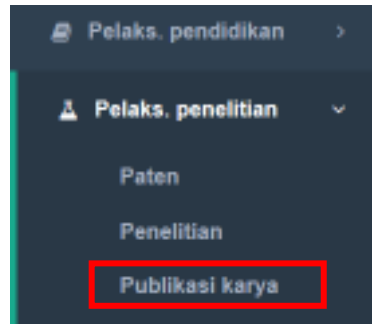 Pelaks. pendidikan
Pelaks. penelitian
Paten
Penelitian
Publikasi karya